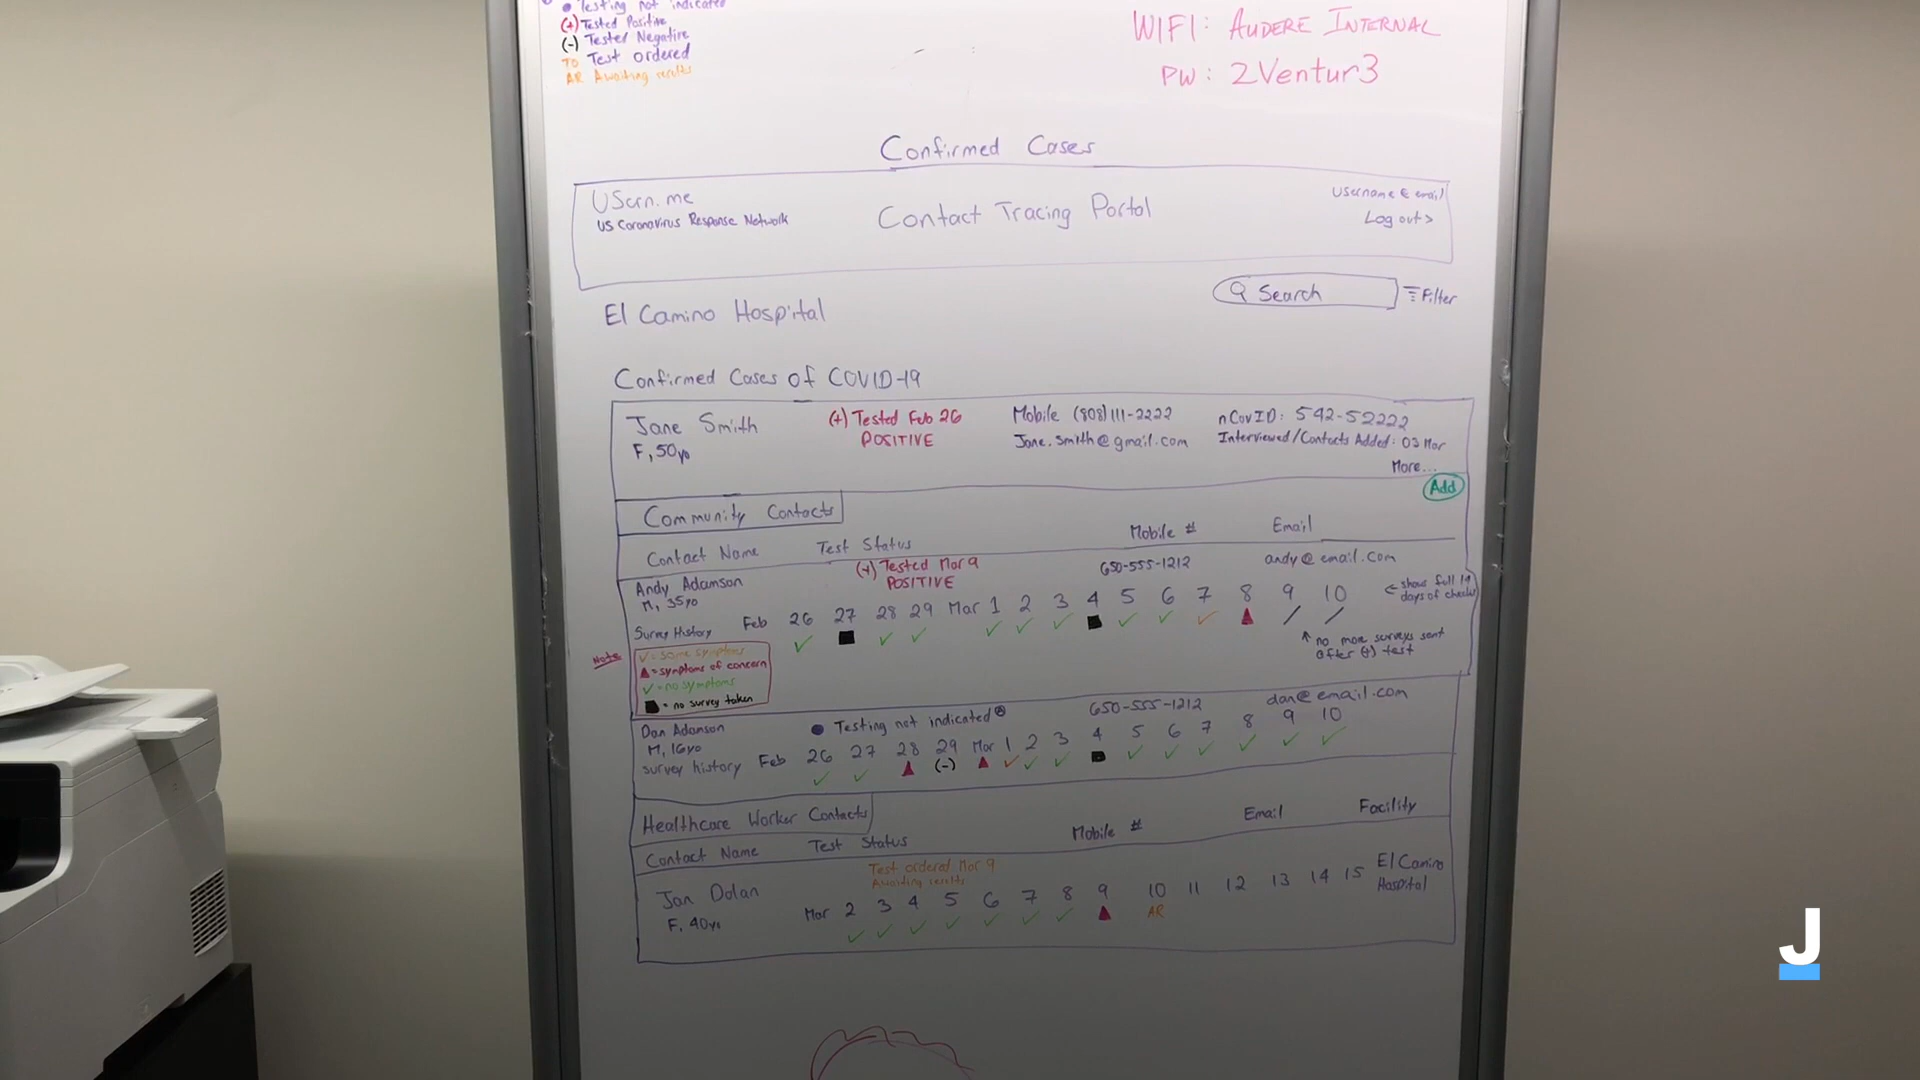 Testing not indicated
(+) Tested Positive
(-) Tested Negative
TO Test ordered
AR Awaiting results
WIFI: AUDERE INTERNAL
PW: 2Ventur3
Confirmed Cases
UScrn.me
US Coronavirus Response Network
Contact Tracing Portal
Username & email
Log out>
El Camino Hospital
Search
Filter
Confirmed Cases of COVID-19
Jane Smith
F, 50yo
(+) Tested Feb 26
POSITIVE
Mobile (808)111-2222
Jane.smith@gmail.com
nCovID: 542-52222
Interviewed/Contacts Added: 03 Mar
More...
Add
Community Contacts
Contact Name Test Status Mobile # Email
Andy Adamson
M, 35yo
(+) Tested Mar 9
POSITIVE
650-555-1212
andy@email.com
Survey History Feb 26 27 28 29 Mar 1 2 3 4 5 6 7 8 9 10
← shows full 14
days of checks
↑ no more surveys sent
after (+) test
Note
✓ = some symptoms
▲ = symptoms of concern
✓ = no symptoms
■ = no survey taken
Dan Adamson
M, 16yo
Testing not indicated
650-555-1212
dan@email.com
survey history Feb 26 27 28 29 Mar 1 2 3 4 5 6 7 8 9 10
(-)
Healthcare Worker Contacts
Contact Name Test Status Mobile # Email Facility
Jan Dolan
F, 40yo
Test ordered Mar 9
Awaiting results
Mar 2 3 4 5 6 7 8 9 10 11 12 13 14 15
AR
El Camino
Hospital
J